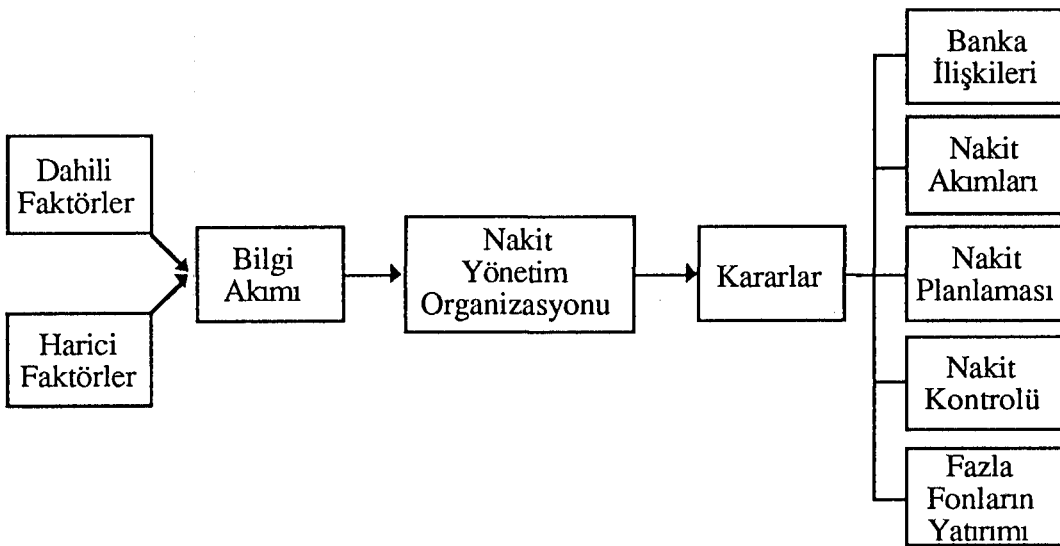 Dahili
Faktörler
Harici
Faktörler
Bilgi
Akımı
Nakit
Yönetim
Organizasyonu
Kararlar
Banka
İlişkileri
Nakit
Akımları
Nakit
Planlaması
Nakit
Kontrolü
Fazla
Fonların
Yatırımı